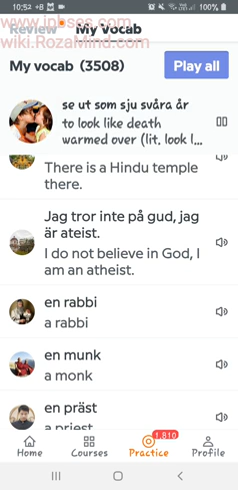 10:52 +B 100%
www.inbses.com
Review My Vocab
wiki.RozaMind.com
My vocab (3508) Play all
se ut som sju svåra år
to look like death
warmed over (lit. look l...
There is a Hindu temple
there.
Jag tror inte på gud, jag
är ateist.
I do not believe in God, I
am an atheist.
en rabbi
a rabbi
en munk
a monk
en präst
a priest
1,810
Home Courses Practice Profile